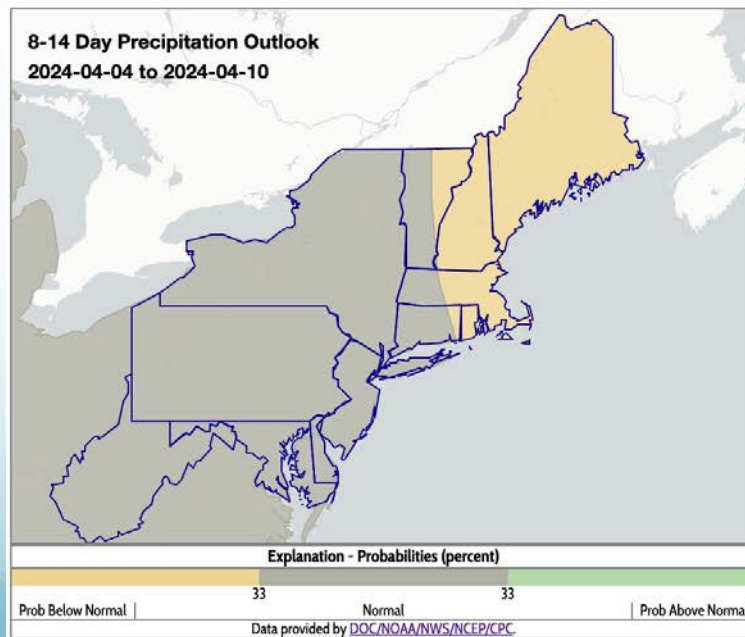 8-14 Day Precipitation Outlook
2024-04-04 to 2024-04-10
Explanation - Probabilities (percent)
33 33
Prob Below Normal | Normal | Prob Above Norma
Data provided by DOC/NOAA/NWS/NCEP/CPC.